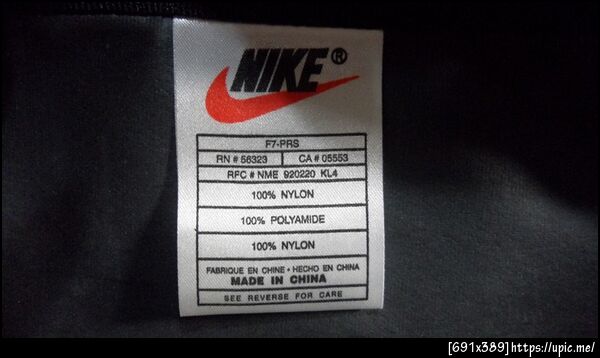 NIKE®
F7-PRS
RN # 56323 CA # 05553
RFC # NME 920220 KL4
100% NYLON
100% POLYAMIDE
100% NYLON
FABRIQUE EN CHINE • HECHO EN CHINA
MADE IN CHINA
SEE REVERSE FOR CARE
[691x389]https://upic.me/